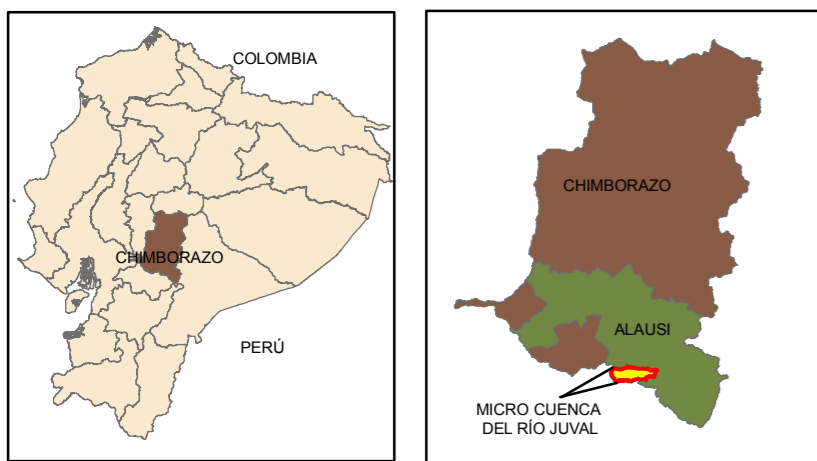 COLOMBIA
CHIMBORAZO
PERÚ
CHIMBORAZO
ALAUSI
MICRO CUENCA
DEL RÍO JUVAL